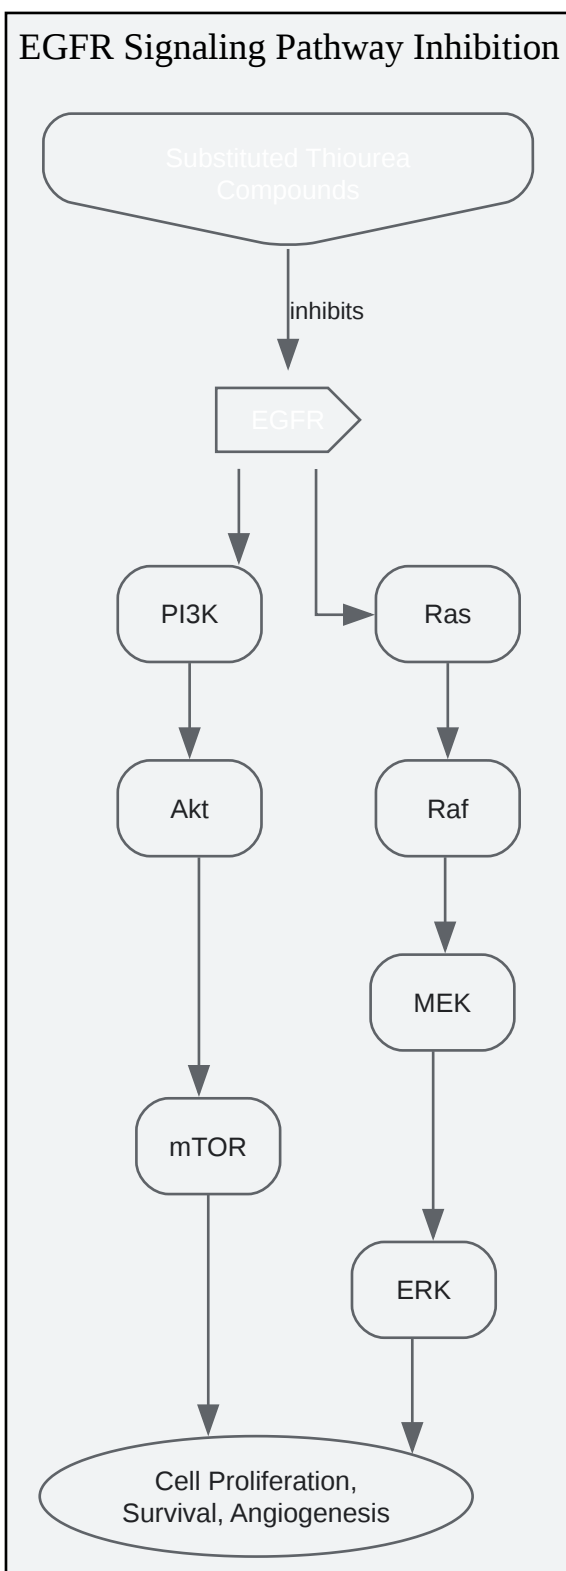 EGFR Signaling Pathway Inhibition
Substituted Thiourea
Compounds
inhibits
EGFR
PI3K
Ras
Akt
Raf
MEK
mTOR
ERK
Cell Proliferation,
Survival, Angiogenesis